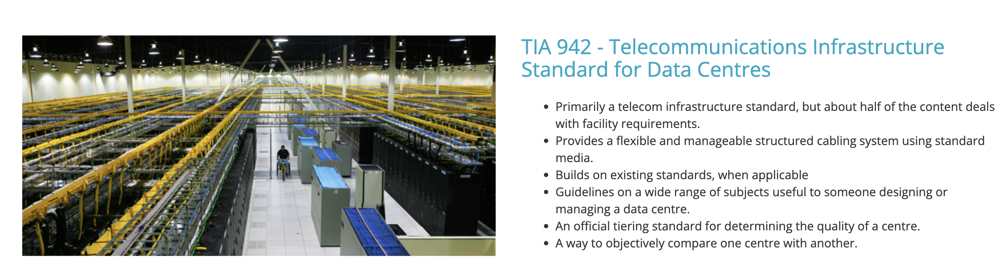 TIA 942 - Telecommunications Infrastructure
Standard for Data Centres
Primarily a telecom infrastructure standard, but about half of the content deals
with facility requirements.
Provides a flexible and manageable structured cabling system using standard
media.
Builds on existing standards, when applicable
Guidelines on a wide range of subjects useful to someone designing or
managing a data centre.
An official tiering standard for determining the quality of a centre.
A way to objectively compare one centre with another.